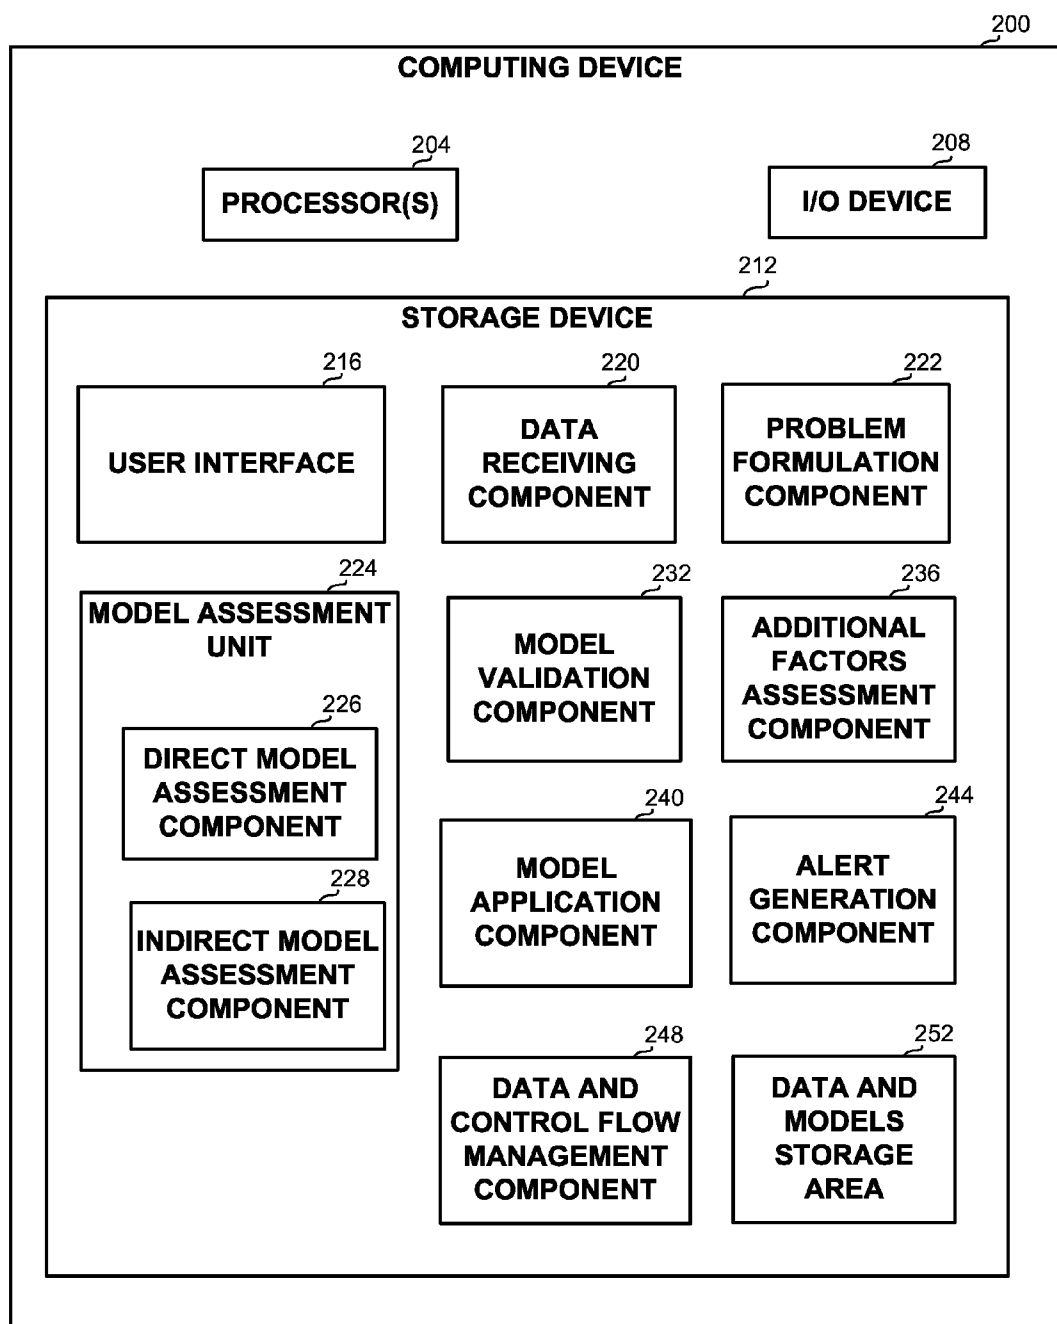 200
COMPUTING DEVICE
204
PROCESSOR(S)
208
I/O DEVICE
212
STORAGE DEVICE
216
USER INTERFACE
220
DATA
RECEIVING
COMPONENT
222
PROBLEM
FORMULATION
COMPONENT
224
MODEL ASSESSMENT
UNIT
226
DIRECT MODEL
ASSESSMENT
COMPONENT
228
INDIRECT MODEL
ASSESSMENT
COMPONENT
232
MODEL
VALIDATION
COMPONENT
236
ADDITIONAL
FACTORS
ASSESSMENT
COMPONENT
240
MODEL
APPLICATION
COMPONENT
244
ALERT
GENERATION
COMPONENT
248
DATA AND
CONTROL FLOW
MANAGEMENT
COMPONENT
252
DATA AND
MODELS
STORAGE
AREA